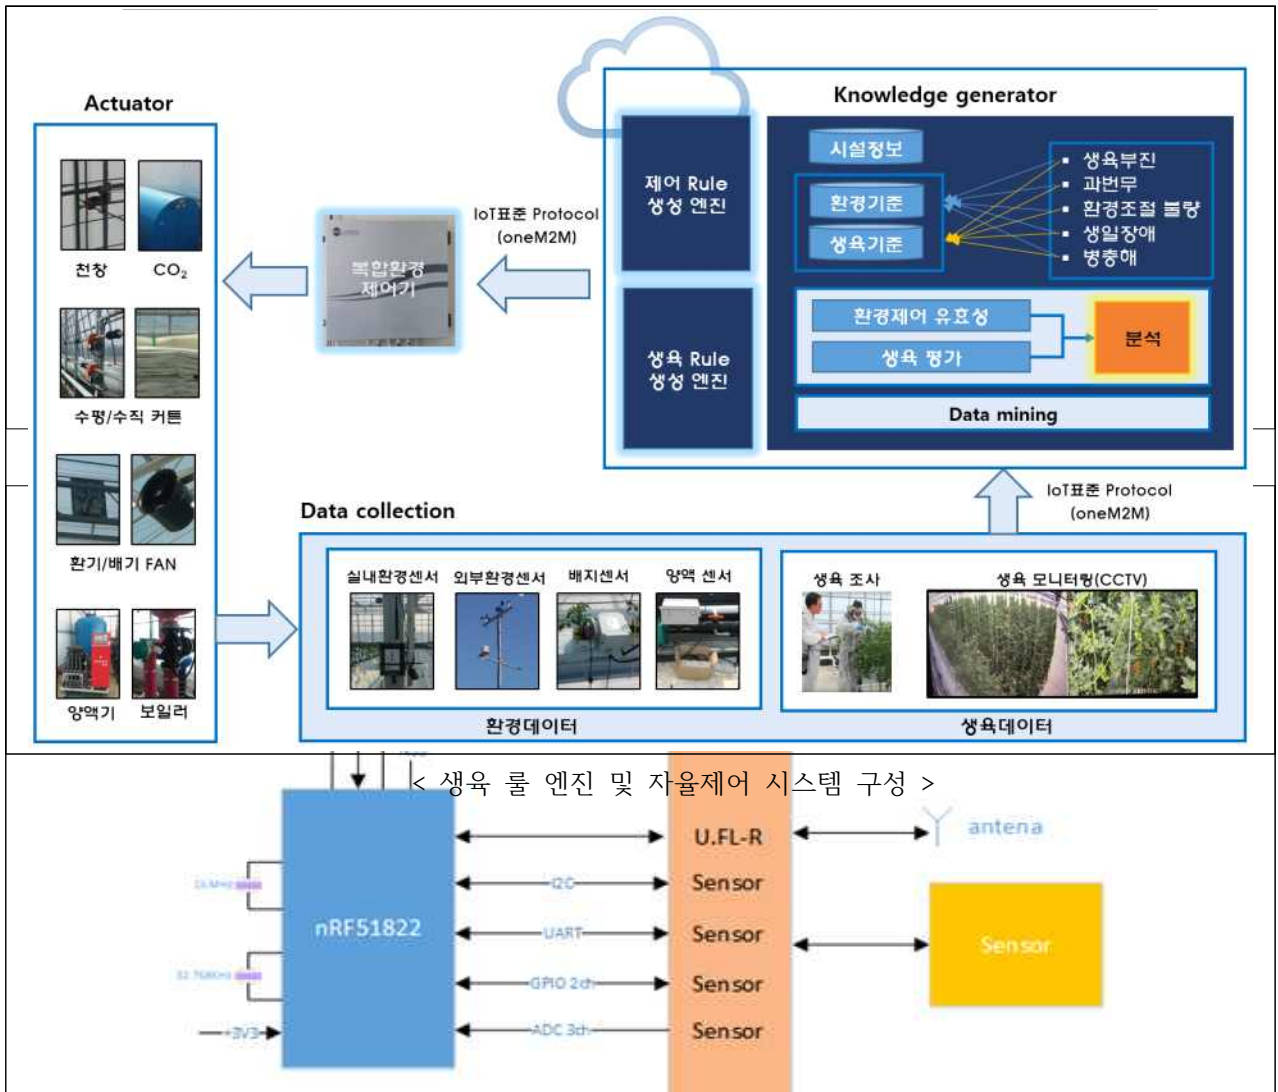 Actuator
천창
CO₂
수평/수직 커튼
환기/배기 FAN
양액기
보일러
복합환경
제어기
IoT표준 Protocol
(oneM2M)
Knowledge generator
제어 Rule
생성 엔진
생육 Rule
생성 엔진
시설정보
환경기준
생육기준
▪ 생육부진
▪ 과번무
▪ 환경조절 불량
▪ 생일장애
▪ 병충해
환경제어 유효성
생육 평가
분석
Data mining
IoT표준 Protocol
(oneM2M)
Data collection
실내환경센서
외부환경센서
배지센서
양액 센서
환경데이터
생육 조사
생육 모니터링(CCTV)
생육데이터
< 생육 룰 엔진 및 자율제어 시스템 구성 >
nRF51822
32.768KHz
+3V3
I2C
UART
GPIO 2ch
ADC 3ch
U.FL-R
Sensor
Sensor
Sensor
Sensor
antena
Sensor